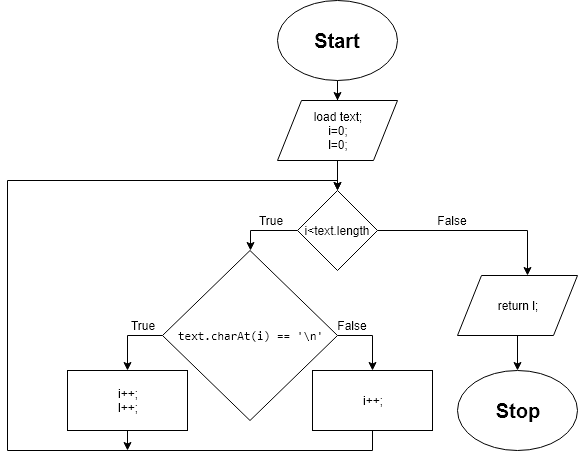 Start
load text;
i=0;
l=0;
i<text.length
True
False
text.charAt(i) == '\n'
True
False
i++;
l++;
i++;
return l;
Stop